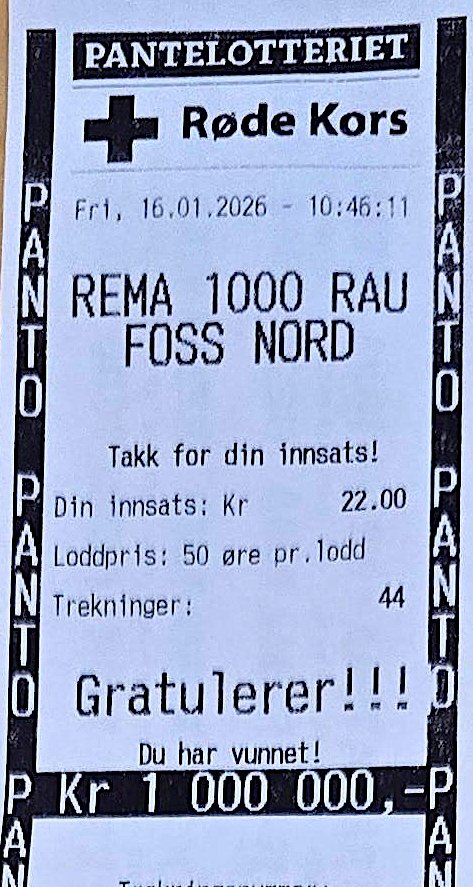 PANTELOTTERIET
Røde Kors
Fri, 16.01.2026 - 10:46:11
REMA 1000 RAU
FOSS NORD
Takk for din innsats!
Din innsats: Kr 22.00
Loddpris: 50 øre pr.lodd
Trekninger: 44
Gratulerer!!!
Du har vunnet!
Kr 1 000 000,-
PANTO PANTO PAN
PANTO PANTO PAN